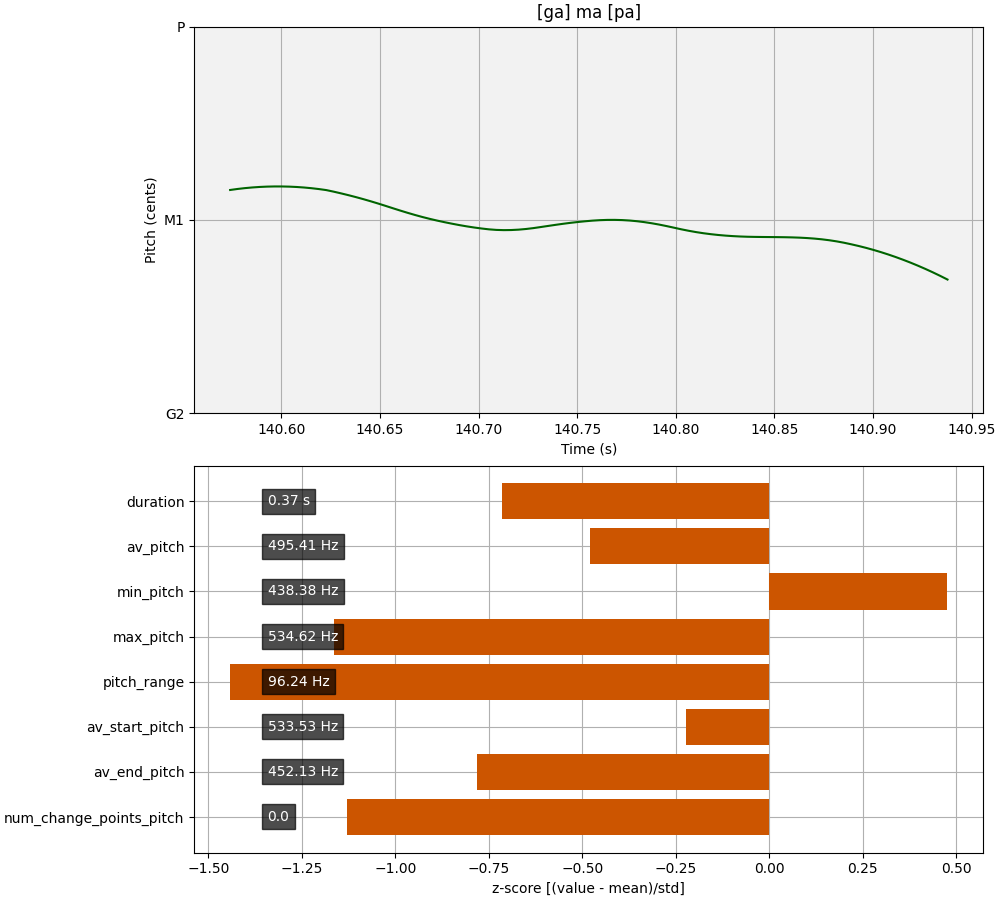 [ga] ma [pa]
P
M1
G2
Pitch (cents)
140.60 140.65 140.70 140.75 140.80 140.85 140.90 140.95
Time (s)
duration 0.37 s
av_pitch 495.41 Hz
min_pitch 438.38 Hz
max_pitch 534.62 Hz
pitch_range 96.24 Hz
av_start_pitch 533.53 Hz
av_end_pitch 452.13 Hz
num_change_points_pitch 0.0
−1.50 −1.25 −1.00 −0.75 −0.50 −0.25 0.00 0.25 0.50
z-score [(value - mean)/std]